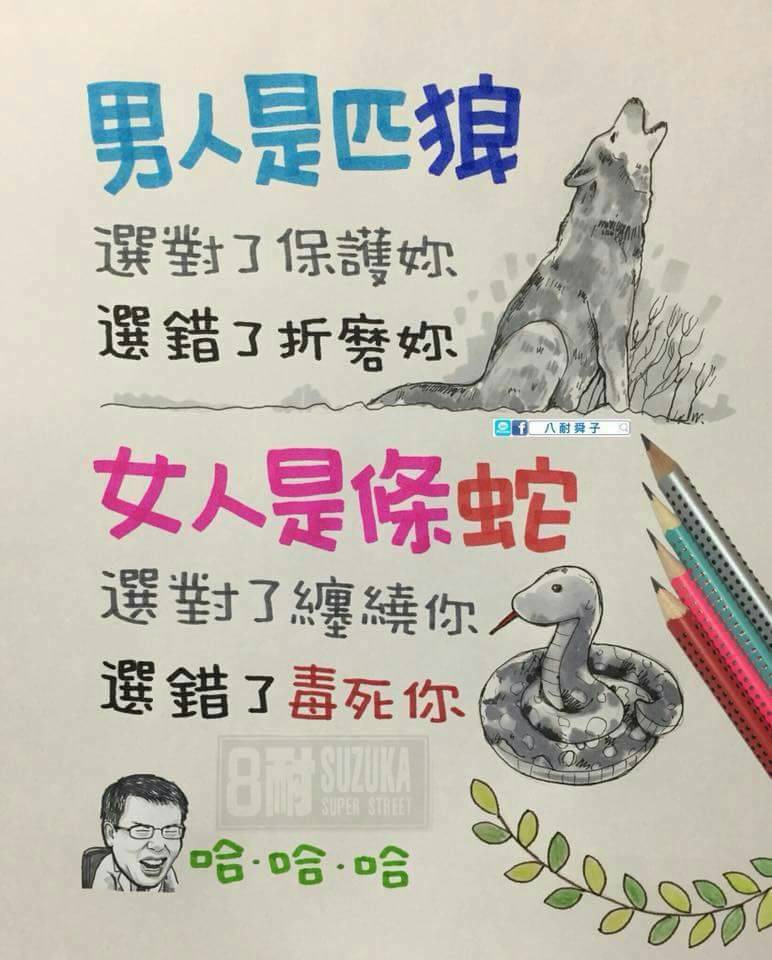 男人是匹狼
選對了保護妳
選錯了折磨妳
八耐舜子
女人是條蛇
選對了纏繞你
選錯了毒死你
8耐 SUZUKA
SUPER STREET
哈·哈·哈